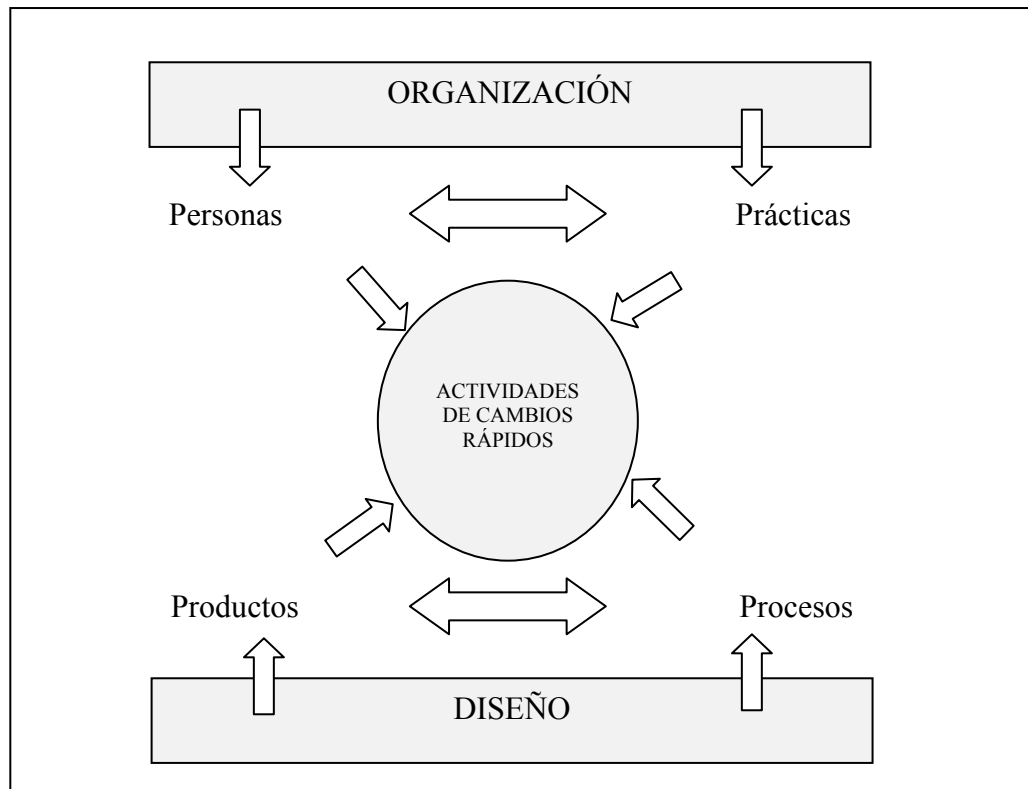 ORGANIZACIÓN
Personas
Prácticas
ACTIVIDADES
DE CAMBIOS
RÁPIDOS
Productos
Procesos
DISEÑO